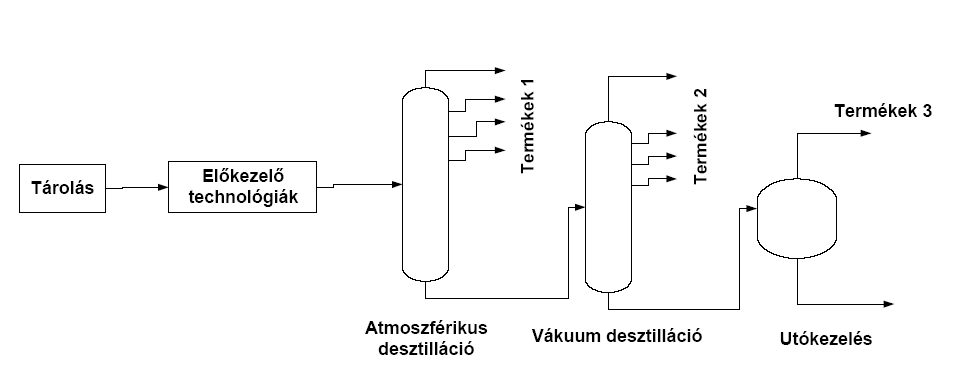 Tárolás
Előkezelő
technológiák
Termékek 1
Termékek 2
Termékek 3
Atmoszférikus
desztilláció
Vákuum desztilláció
Utókezelés